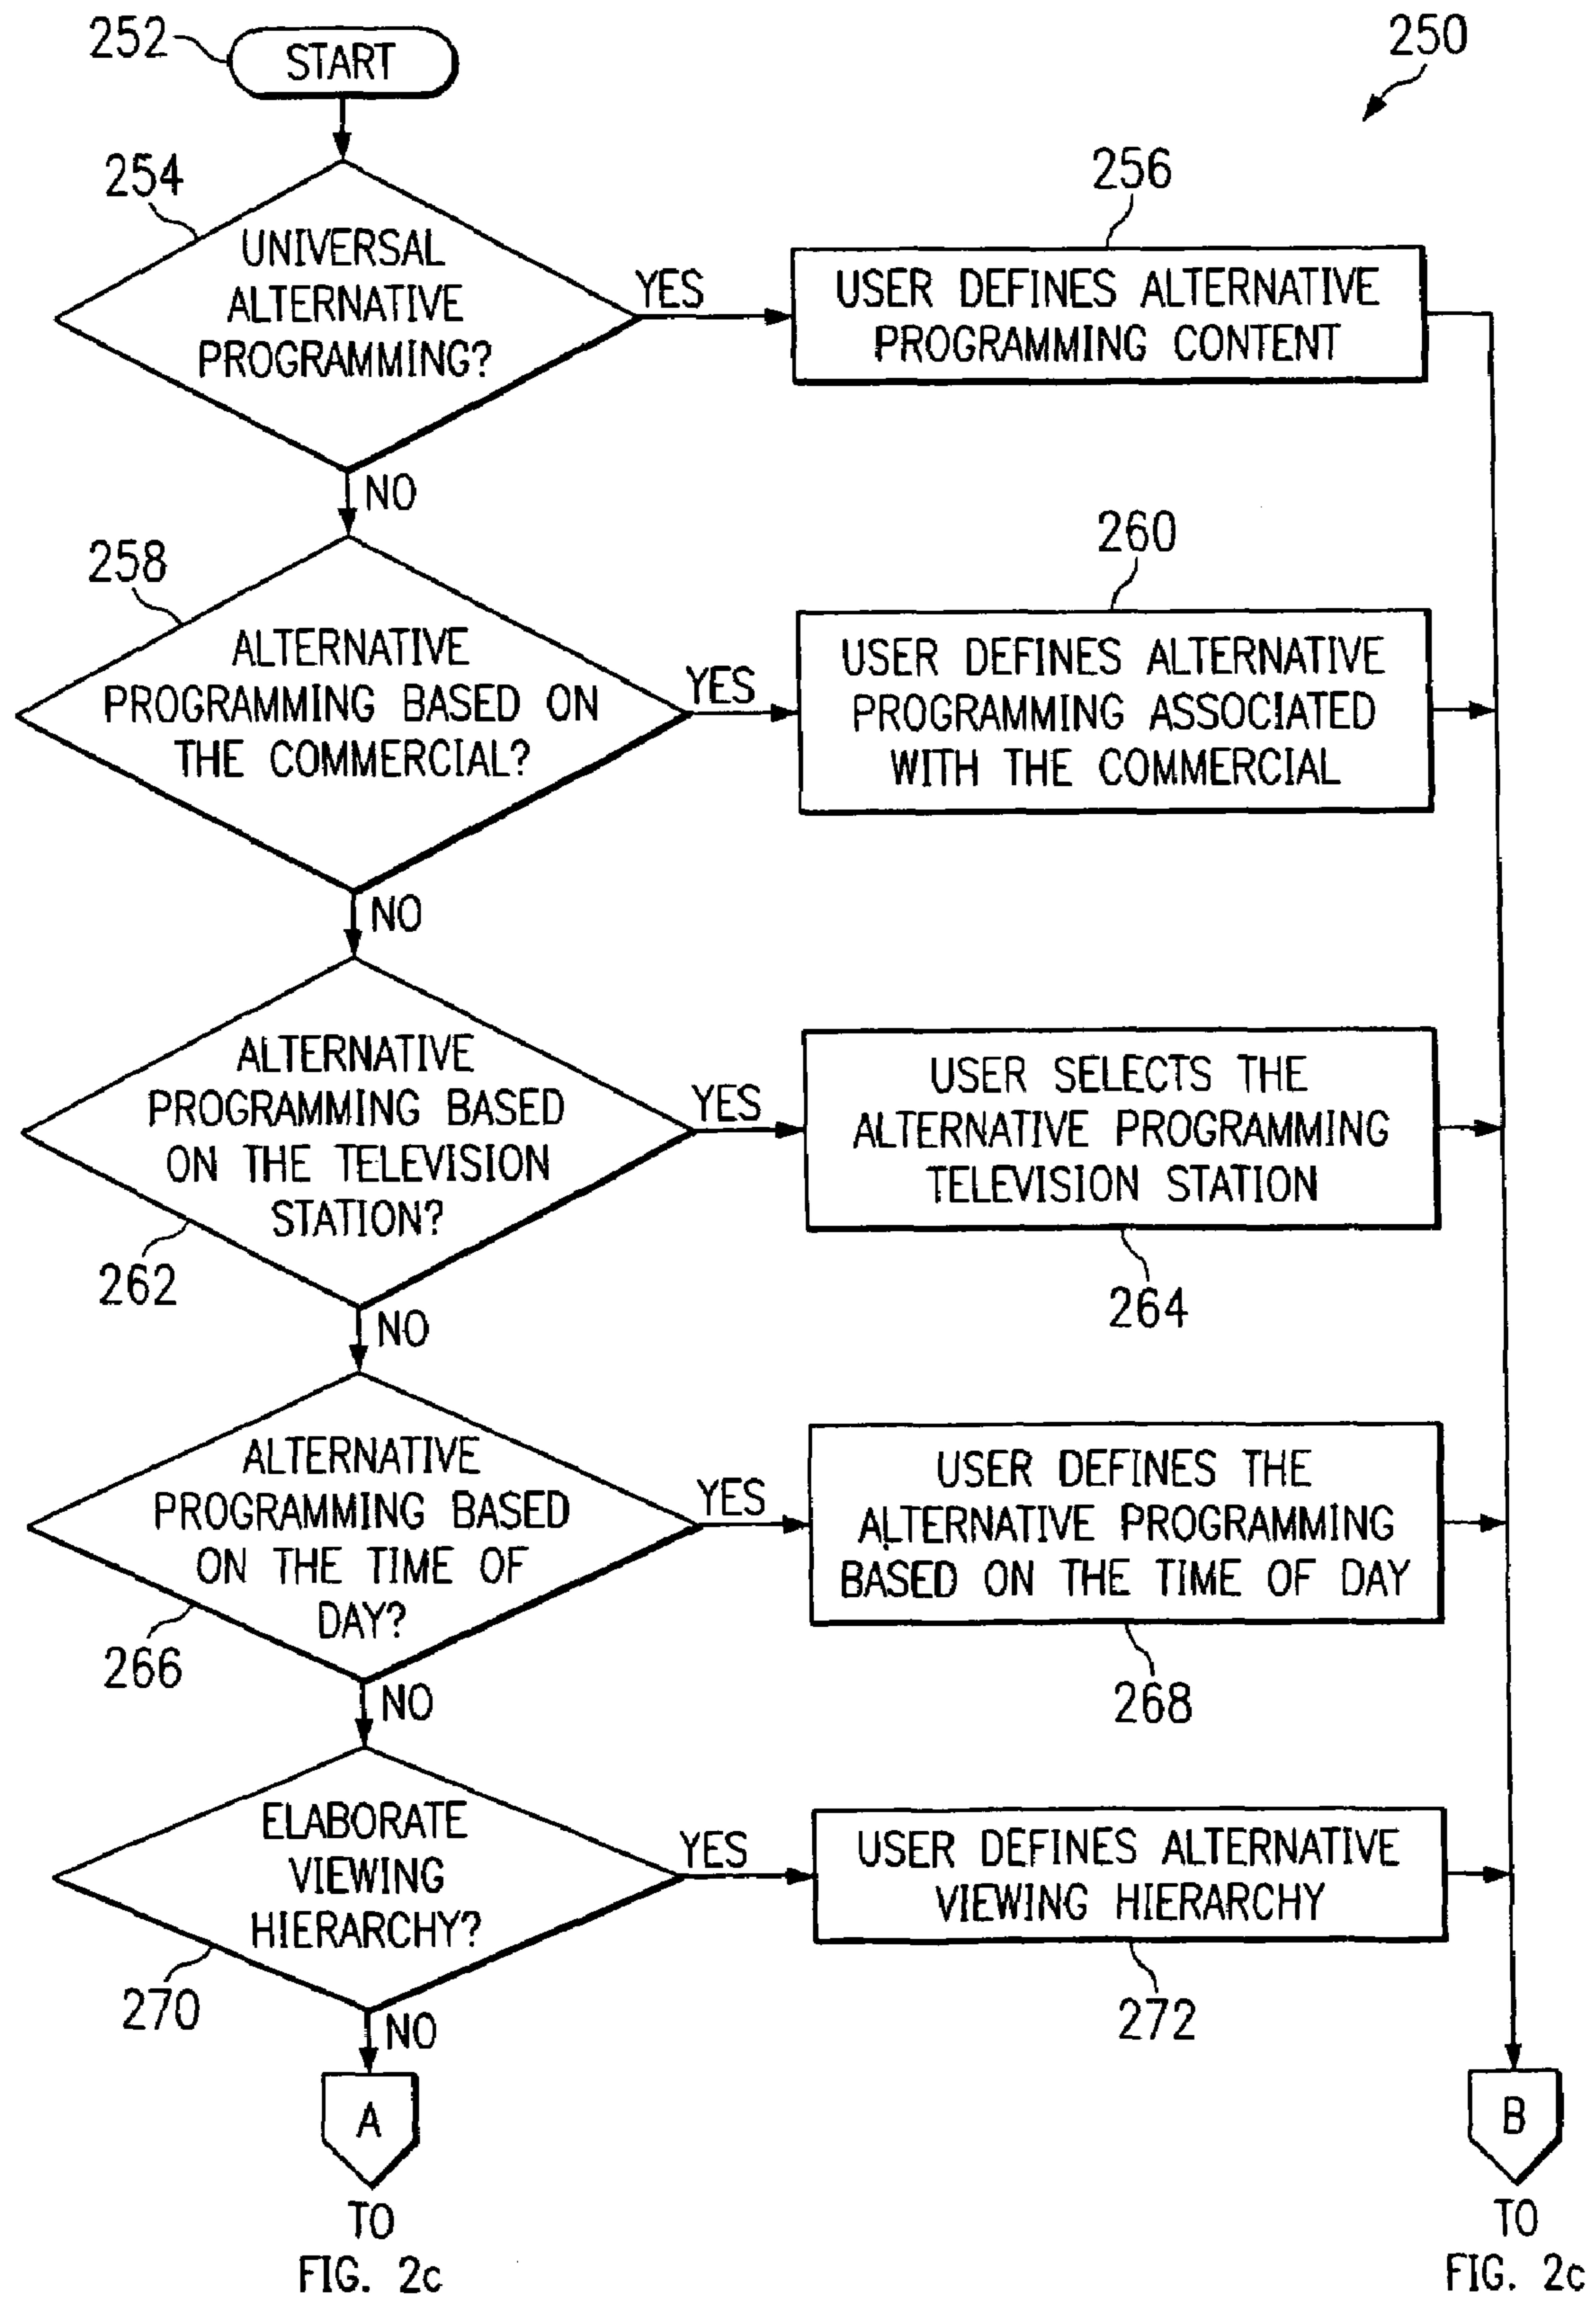 252
START
250
254
UNIVERSAL
ALTERNATIVE
PROGRAMMING?
YES
256
USER DEFINES ALTERNATIVE
PROGRAMMING CONTENT
NO
258
ALTERNATIVE
PROGRAMMING BASED ON
THE COMMERCIAL?
YES
260
USER DEFINES ALTERNATIVE
PROGRAMMING ASSOCIATED
WITH THE COMMERCIAL
NO
ALTERNATIVE
PROGRAMMING BASED
ON THE TELEVISION
STATION?
262
YES
USER SELECTS THE
ALTERNATIVE PROGRAMMING
TELEVISION STATION
264
NO
ALTERNATIVE
PROGRAMMING BASED
ON THE TIME OF
DAY?
266
YES
USER DEFINES THE
ALTERNATIVE PROGRAMMING
BASED ON THE TIME OF DAY
268
NO
ELABORATE
VIEWING
HIERARCHY?
270
YES
USER DEFINES ALTERNATIVE
VIEWING HIERARCHY
272
NO
A
TO
FIG. 2c
B
TO
FIG. 2c